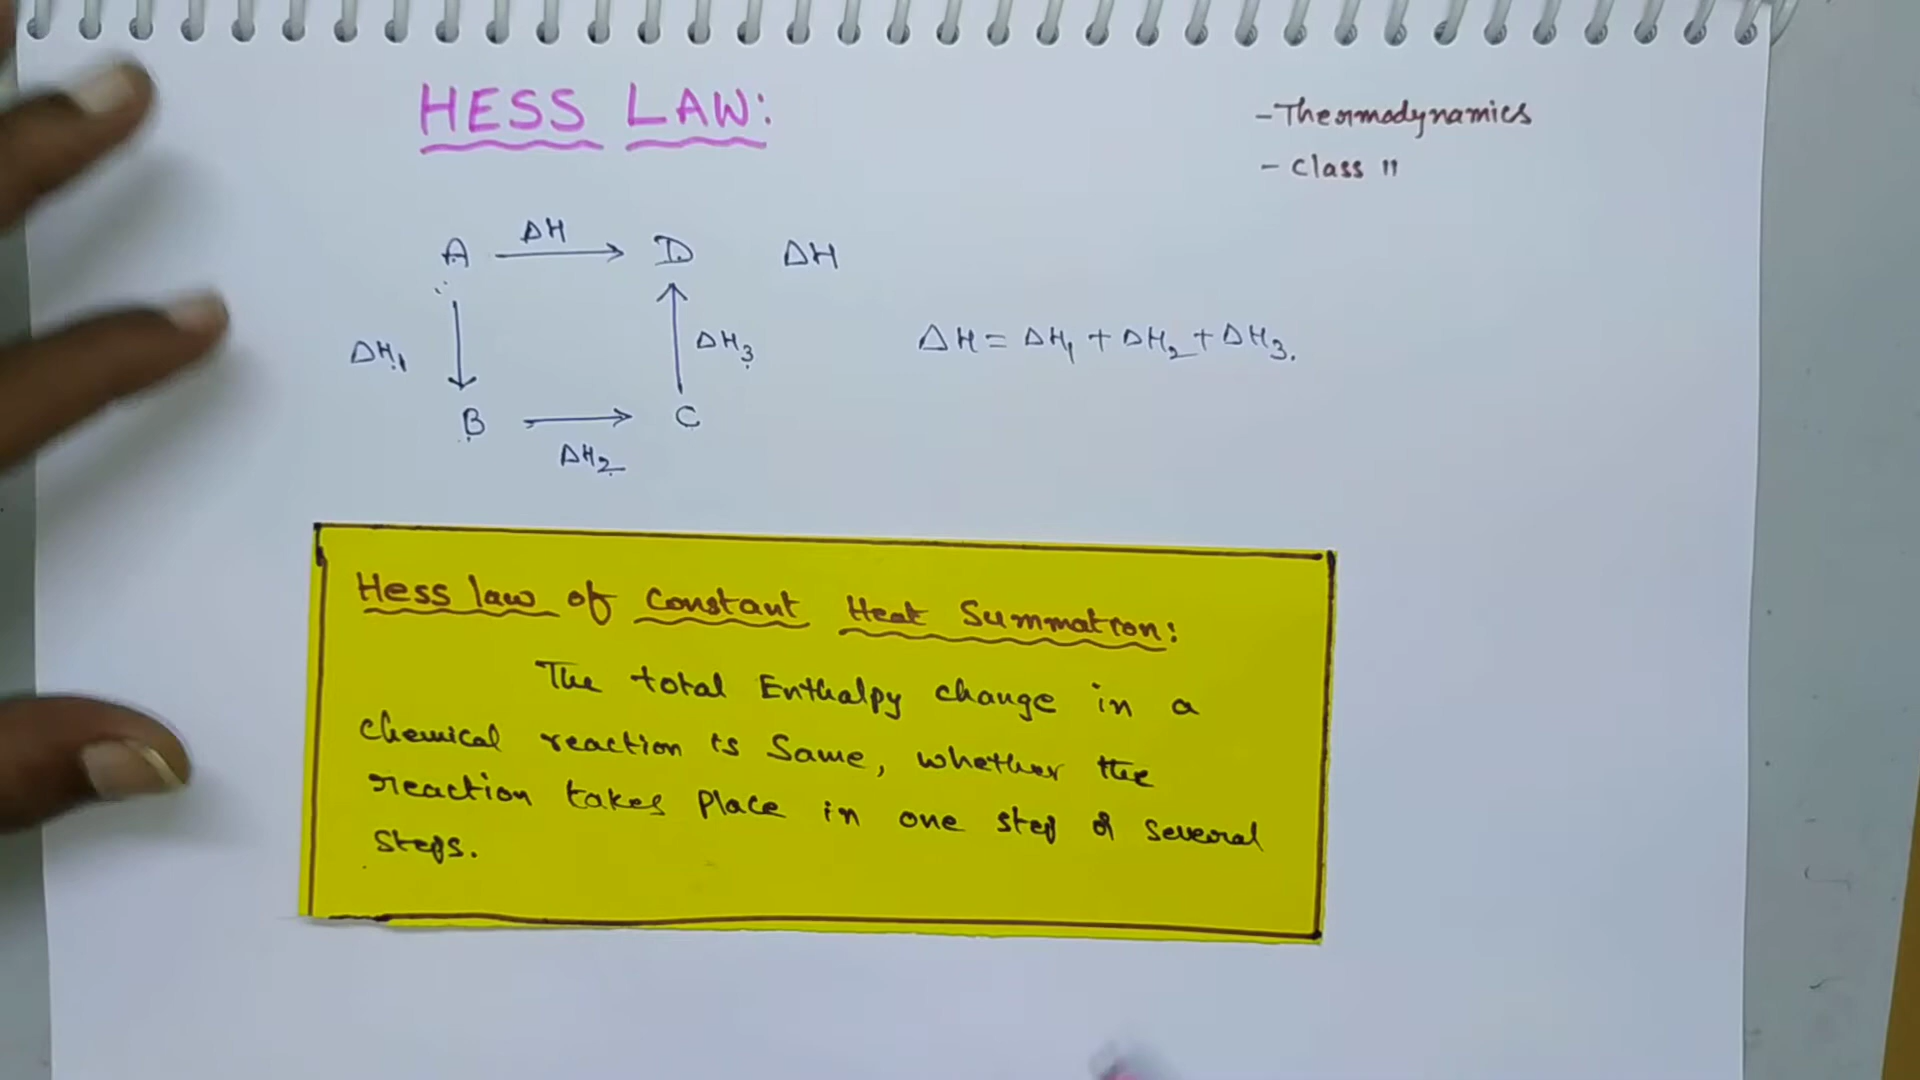 HESS LAW:
- Thermodynamics
- Class 11
A ΔH D ΔH
ΔH1 ΔH3
ΔH = ΔH1 + ΔH2 + ΔH3.
B C
ΔH2
Hess law of Constant Heat Summation:
The total Enthalpy change in a
chemical reaction is Same, whether the
reaction takes place in one step or several
steps.